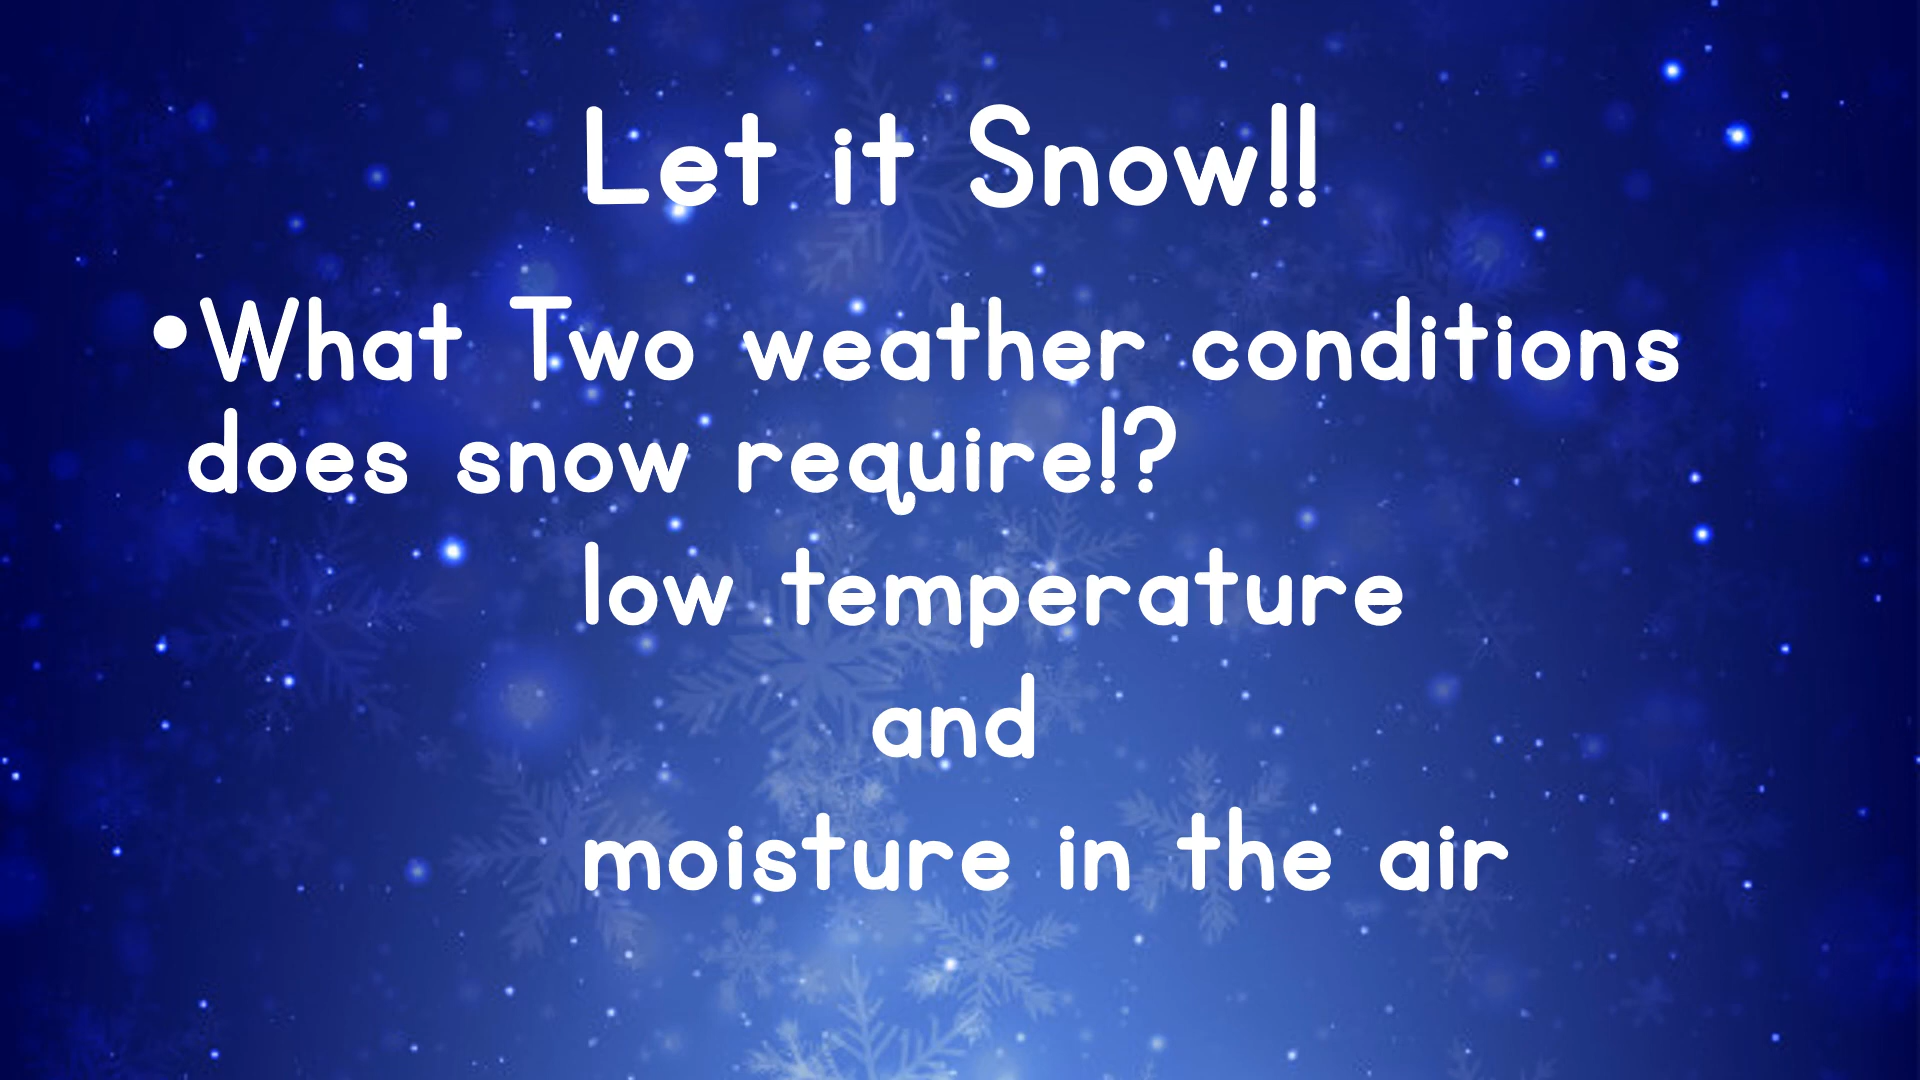 Let it Snow!!
•What Two weather conditions
does snow require!?
low temperature
and
moisture in the air